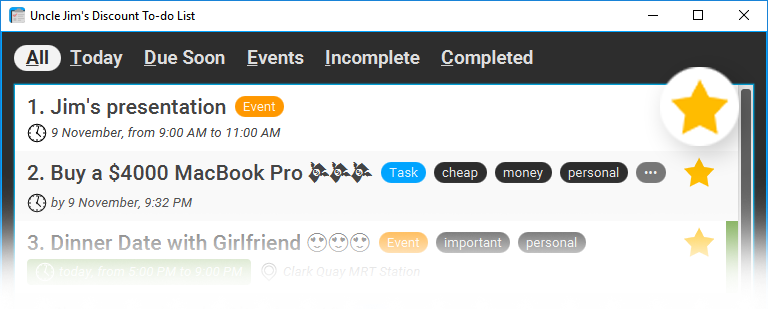 Uncle Jim's Discount To-do List
All Today Due Soon Events Incomplete Completed
1. Jim's presentation Event
9 November, from 9:00 AM to 11:00 AM
2. Buy a $4000 MacBook Pro 💸💸💸 Task cheap money personal •••
by 9 November, 9:32 PM
3. Dinner Date with Girlfriend 😍😍😍 Event important personal
today, from 5:00 PM to 9:00 PM Clark Quay MRT Station